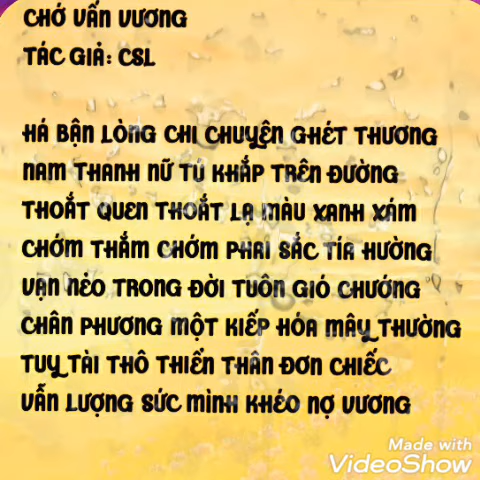 CHỚ VẤN VƯƠNG
TÁC GIẢ: CSL
HÁ BẬN LÒNG CHI CHUYỆN GHÉT THƯƠNG
NAM THANH NỮ TÚ KHẮP TRÊN ĐƯỜNG
THOẮT QUEN THOẮT LẠ MÀU XANH XÁM
CHỚM THẮM CHỚM PHAI SẮC TÍA HƯỜNG
VẠN NẺO TRONG ĐỜI TUÔN GIÓ CHƯỚNG
CHÂN PHƯƠNG MỘT KIẾP HÓA MÂY THƯỜNG
TUY TÀI THÔ THIỂN THÂN ĐƠN CHIẾC
VẪN LƯỢNG SỨC MÌNH KHÉO NỢ VƯƠNG
Made with
VideoShow